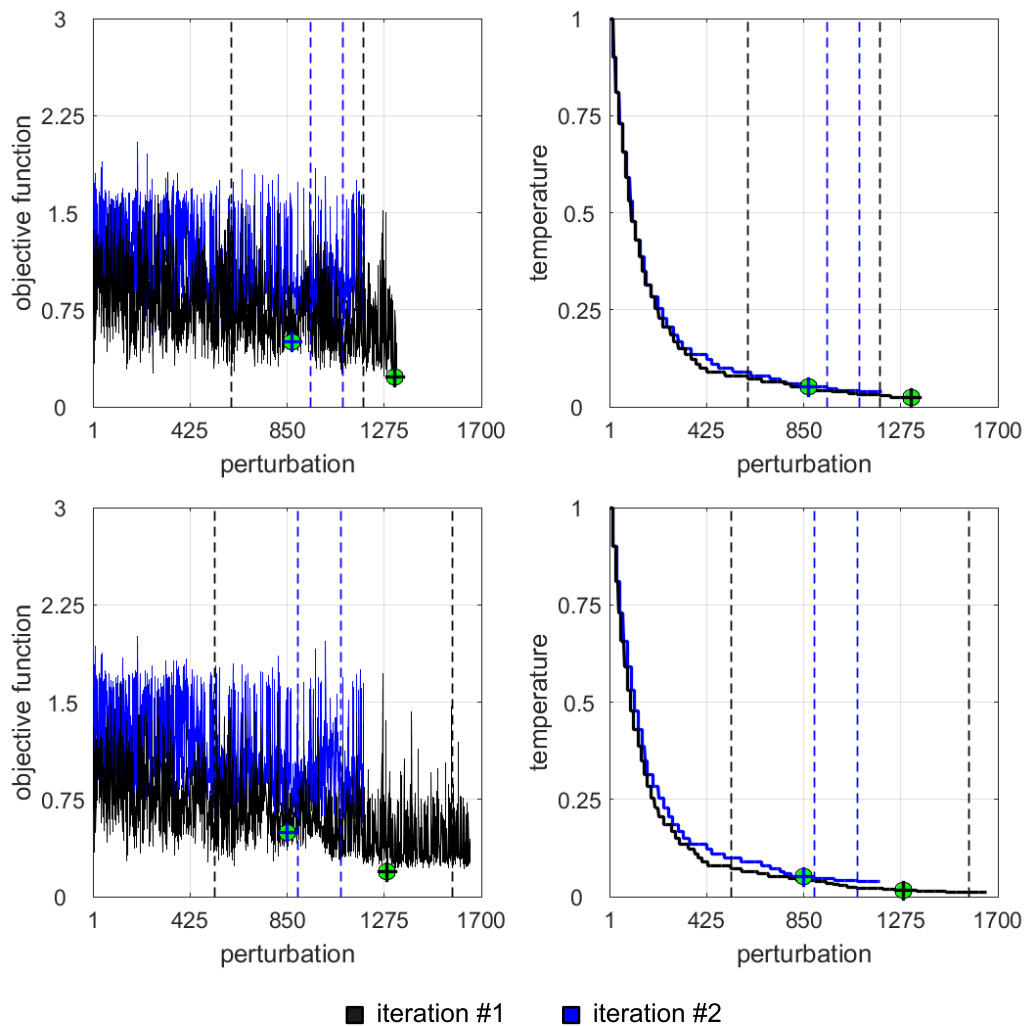 3
2.25
1.5
0.75
0
objective function
1 425 850 1275 1700
perturbation
1
0.75
0.5
0.25
0
temperature
1 425 850 1275 1700
perturbation
3
2.25
1.5
0.75
0
objective function
1 425 850 1275 1700
perturbation
1
0.75
0.5
0.25
0
temperature
1 425 850 1275 1700
perturbation
iteration #1 iteration #2